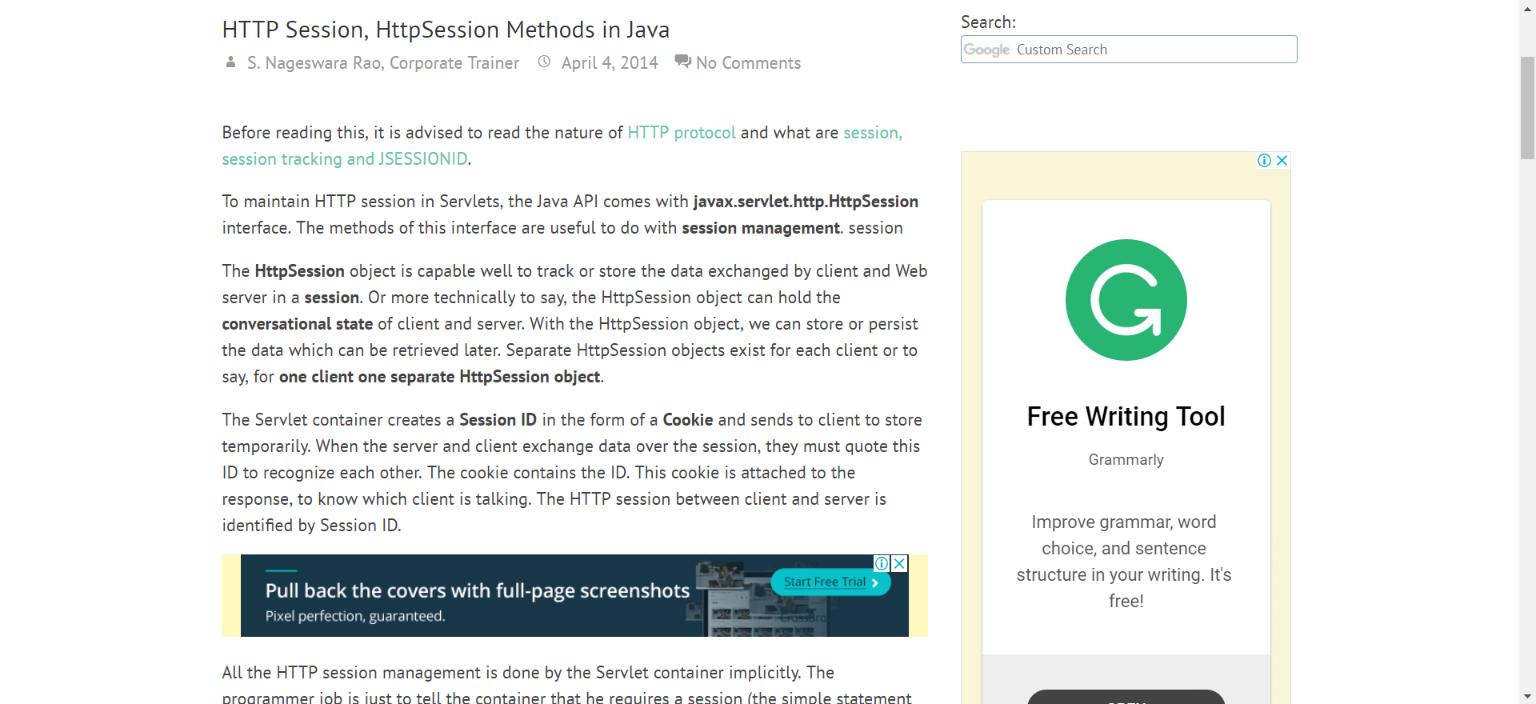 HTTP Session, HttpSession Methods in Java
S. Nageswara Rao, Corporate Trainer April 4, 2014 No Comments
Before reading this, it is advised to read the nature of HTTP protocol and what are session,
session tracking and JSESSIONID.
To maintain HTTP session in Servlets, the Java API comes with javax.servlet.http.HttpSession
interface. The methods of this interface are useful to do with session management. session
The HttpSession object is capable well to track or store the data exchanged by client and Web
server in a session. Or more technically to say, the HttpSession object can hold the
conversational state of client and server. With the HttpSession object, we can store or persist
the data which can be retrieved later. Separate HttpSession objects exist for each client or to
say, for one client one separate HttpSession object.
The Servlet container creates a Session ID in the form of a Cookie and sends to client to store
temporarily. When the server and client exchange data over the session, they must quote this
ID to recognize each other. The cookie contains the ID. This cookie is attached to the
response, to know which client is talking. The HTTP session between client and server is
identified by Session ID.
Pull back the covers with full-page screenshots
Pixel perfection, guaranteed.
Start Free Trial
All the HTTP session management is done by the Servlet container implicitly. The
programmer job is just to tell the container that he requires a session (the simple statement
Search:
Google Custom Search
Free Writing Tool
Grammarly
Improve grammar, word
choice, and sentence
structure in your writing. It's
free!